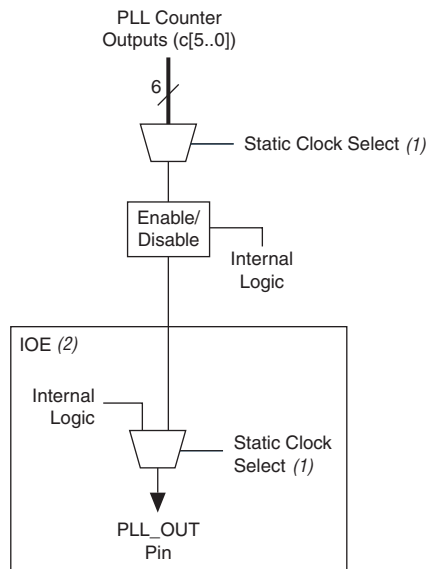 PLL Counter
Outputs (c[5..0])
6
Static Clock Select (1)
Enable/
Disable
Internal
Logic
IOE (2)
Internal
Logic
Static Clock
Select (1)
PLL_OUT
Pin